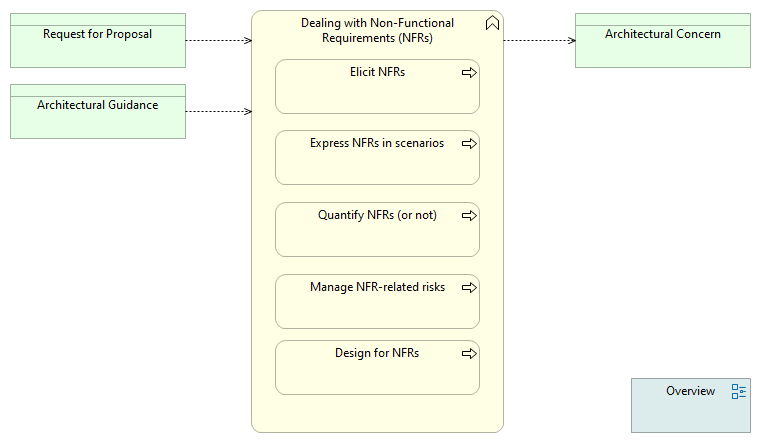 Request for Proposal
Architectural Guidance
Dealing with Non-Functional
Requirements (NFRs)
Elicit NFRs
Express NFRs in scenarios
Quantify NFRs (or not)
Manage NFR-related risks
Design for NFRs
Architectural Concern
Overview